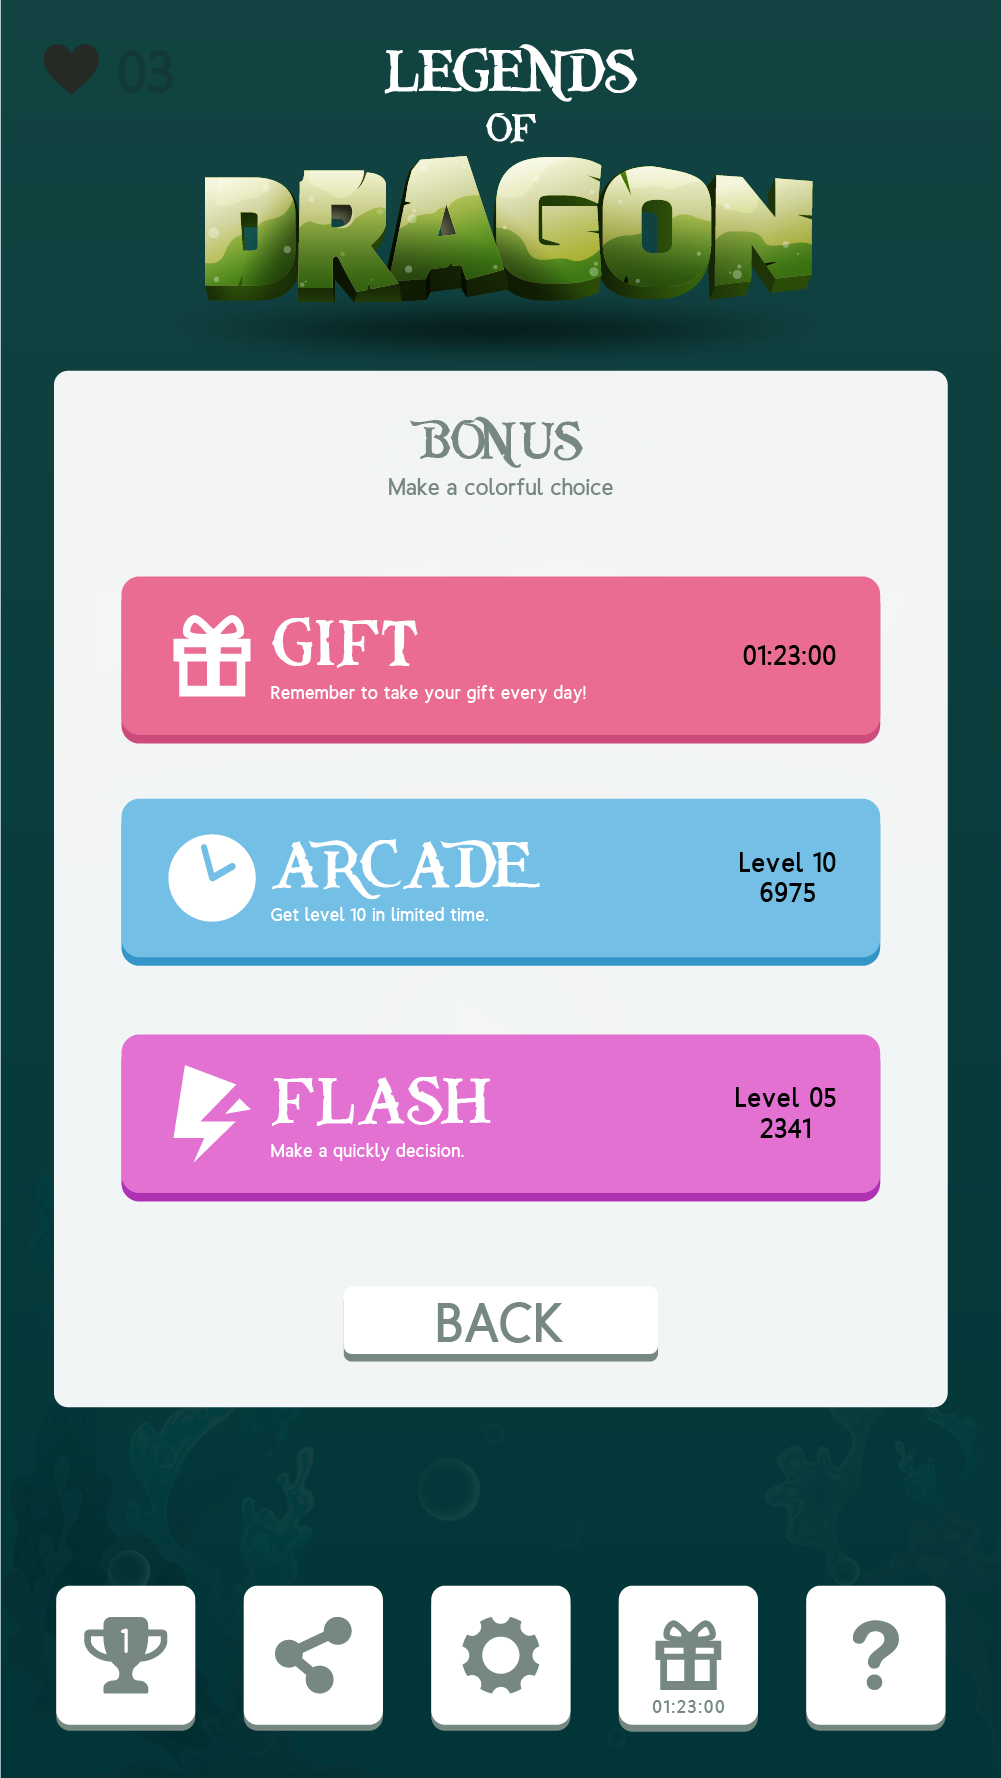 03
LEGENDS
OF
DRAGON
BONUS
Make a colorful choice
GIFT
Remember to take your gift every day!
01:23:00
ARCADE
Get level 10 in limited time.
Level 10
6975
FLASH
Make a quickly decision.
Level 05
2341
BACK
1
01:23:00
?